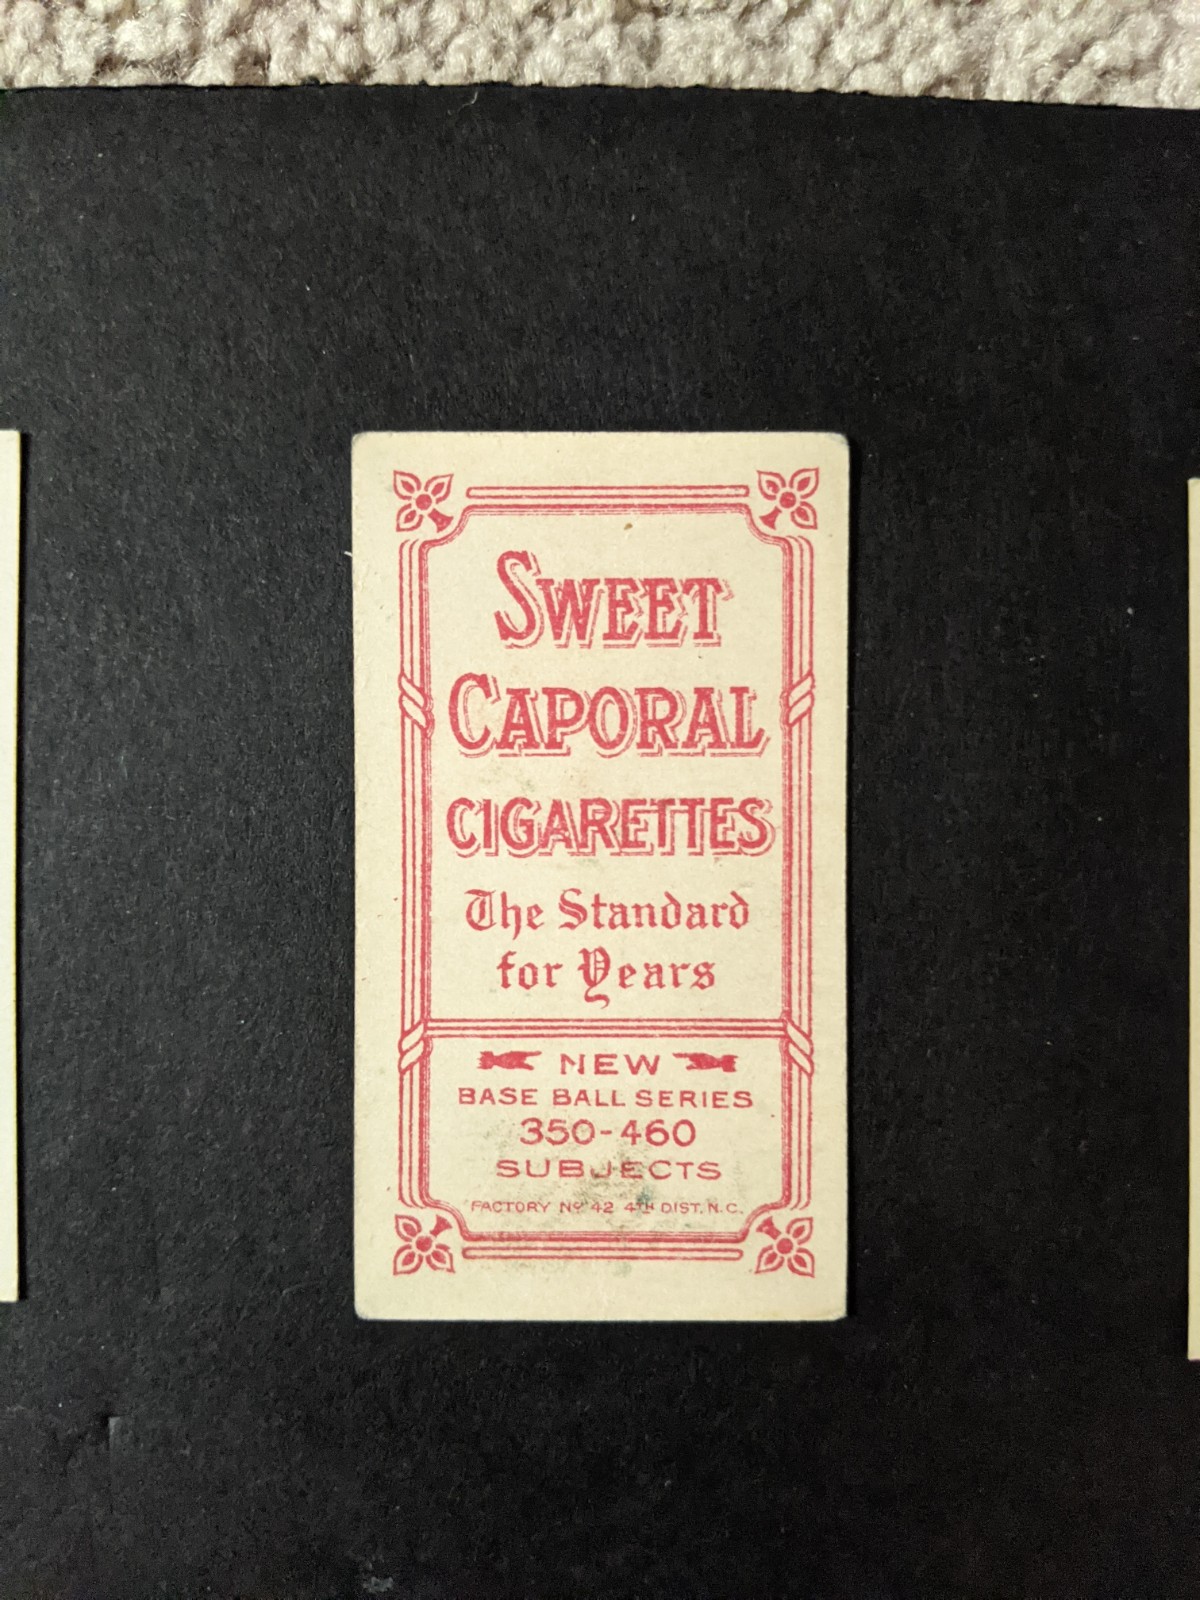 SWEET
CAPORAL
CIGARETTES
The Standard
for Years
NEW
BASE BALL SERIES
350-460
SUBJECTS
FACTORY Nº 42 4TH DIST. N.C.